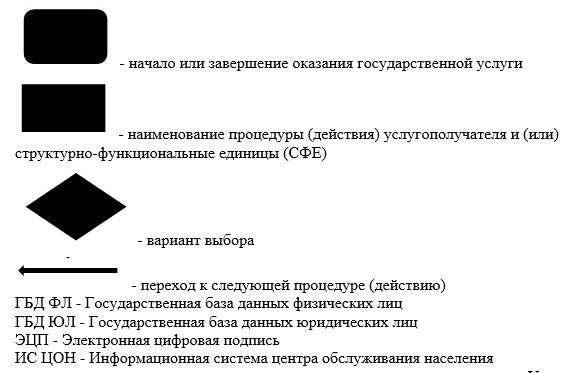 - начало или завершение оказания государственной услуги
- наименование процедуры (действия) услугополучателя и (или)
структурно-функциональные единицы (СФЕ)
- вариант выбора
- переход к следующей процедуре (действию)
ГБД ФЛ - Государственная база данных физических лиц
ГБД ЮЛ - Государственная база данных юридических лиц
ЭЦП - Электронная цифровая подпись
ИС ЦОН - Информационная система центра обслуживания населения